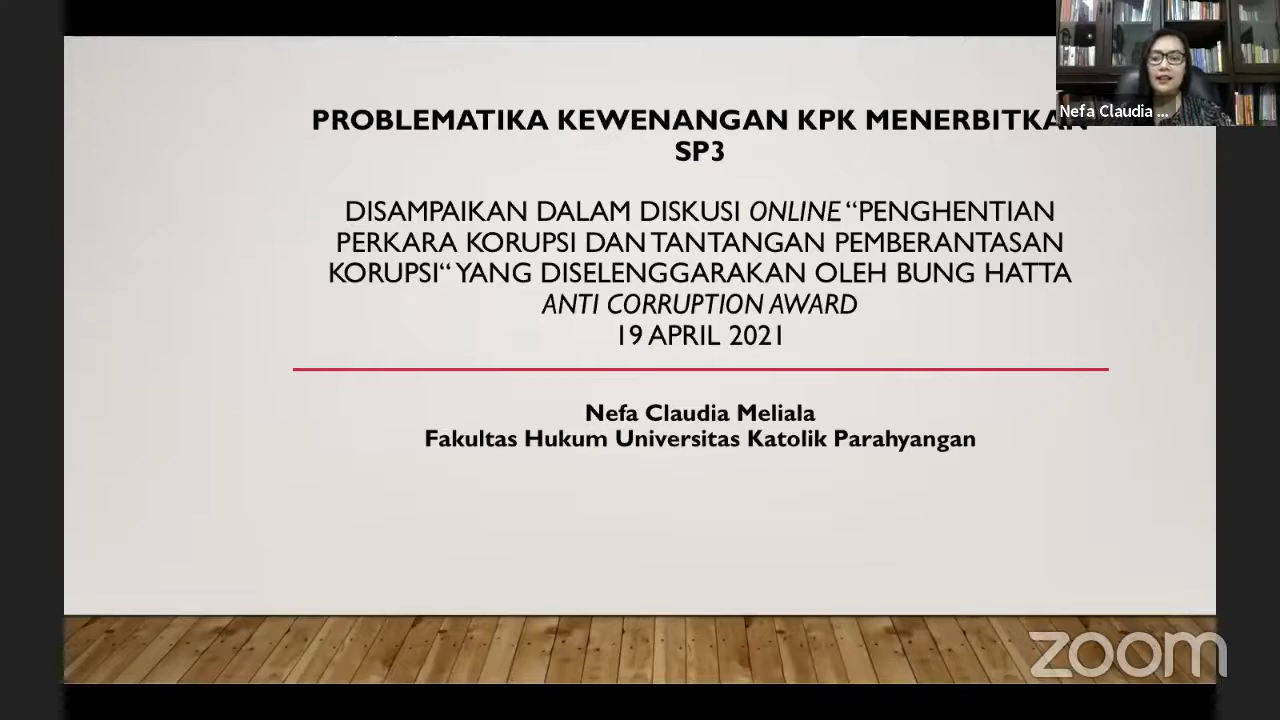 PROBLEMATIKA KEWENANGAN KPK MENERBITKAN
SP3
DISAMPAIKAN DALAM DISKUSI ONLINE “PENGHENTIAN
PERKARA KORUPSI DAN TANTANGAN PEMBERANTASAN
KORUPSI“ YANG DISELENGGARAKAN OLEH BUNG HATTA
ANTI CORRUPTION AWARD
19 APRIL 2021
Nefa Claudia Meliala
Fakultas Hukum Universitas Katolik Parahyangan
Nefa Claudia ...
zoom